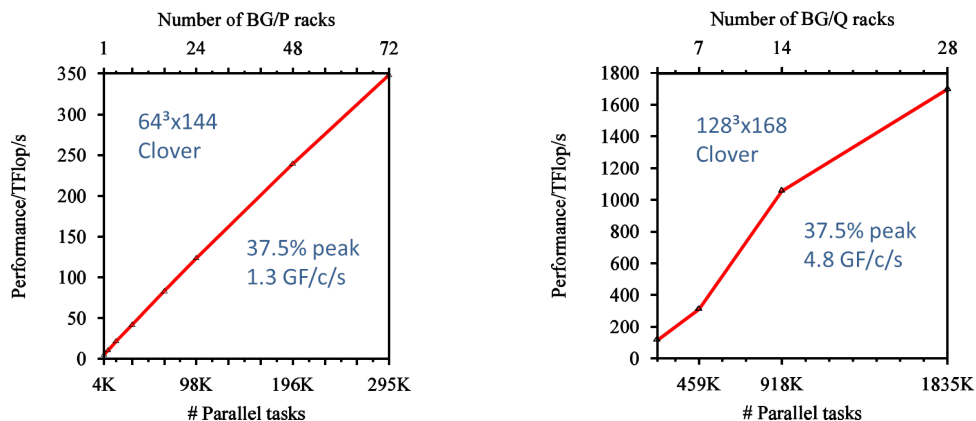 Number of BG/P racks
1 24 48 72
350
300
250
200
150
100
50
0
Performance/TFlop/s
64³x144
Clover
37.5% peak
1.3 GF/c/s
4K 98K 196K 295K
# Parallel tasks
Number of BG/Q racks
7 14 28
1800
1600
1400
1200
1000
800
600
400
200
0
Performance/TFlop/s
128³x168
Clover
37.5% peak
4.8 GF/c/s
459K 918K 1835K
# Parallel tasks